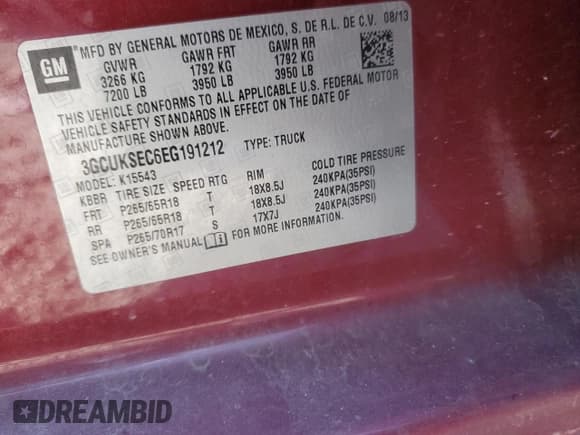 GM
MFD BY GENERAL MOTORS DE MEXICO, S. DE R.L. DE C.V. 08/13
GVWR GAWR FRT GAWR RR
3266 KG 1792 KG 1792 KG
7200 LB 3950 LB 3950 LB
THIS VEHICLE CONFORMS TO ALL APPLICABLE U.S. FEDERAL MOTOR
VEHICLE SAFETY STANDARDS IN EFFECT ON THE DATE OF
MANUFACTURE SHOWN ABOVE.
3GCUKSEC6EG191212 TYPE: TRUCK
MODEL: K15543
KBBR TIRE SIZE SPEED RTG RIM COLD TIRE PRESSURE
FRT P265/65R18 T 18X8.5J 240KPA(35PSI)
RR P265/65R18 T 18X8.5J 240KPA(35PSI)
SPA P265/70R17 S 17X7J 240KPA(35PSI)
SEE OWNER'S MANUAL FOR MORE INFORMATION.
DREAMBID